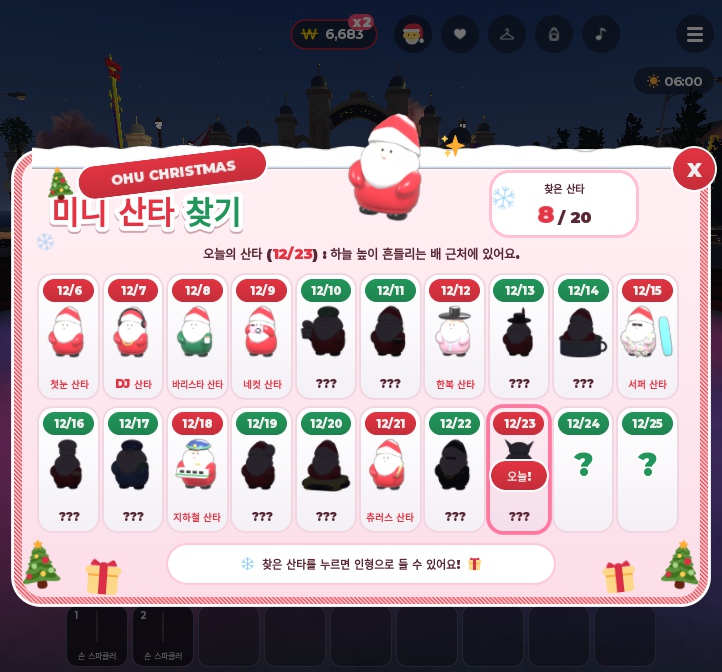 x2
₩ 6,683
06:00
OHU CHRISTMAS
X
미니 산타 찾기
찾은 산타
8 / 20
오늘의 산타 (12/23) : 하늘 높이 흔들리는 배 근처에 있어요.
12/6 12/7 12/8 12/9 12/10 12/11 12/12 12/13 12/14 12/15
첫눈 산타 DJ 산타 바리스타 산타 네컷 산타 ??? ??? 한복 산타 ??? ??? 서퍼 산타
12/16 12/17 12/18 12/19 12/20 12/21 12/22 12/23 12/24 12/25
? ?
오늘!
??? ??? 지하철 산타 ??? ??? 츄러스 산타 ??? ???
찾은 산타를 누르면 인형으로 들 수 있어요!
1 2
손 스파클러 손 스파클러